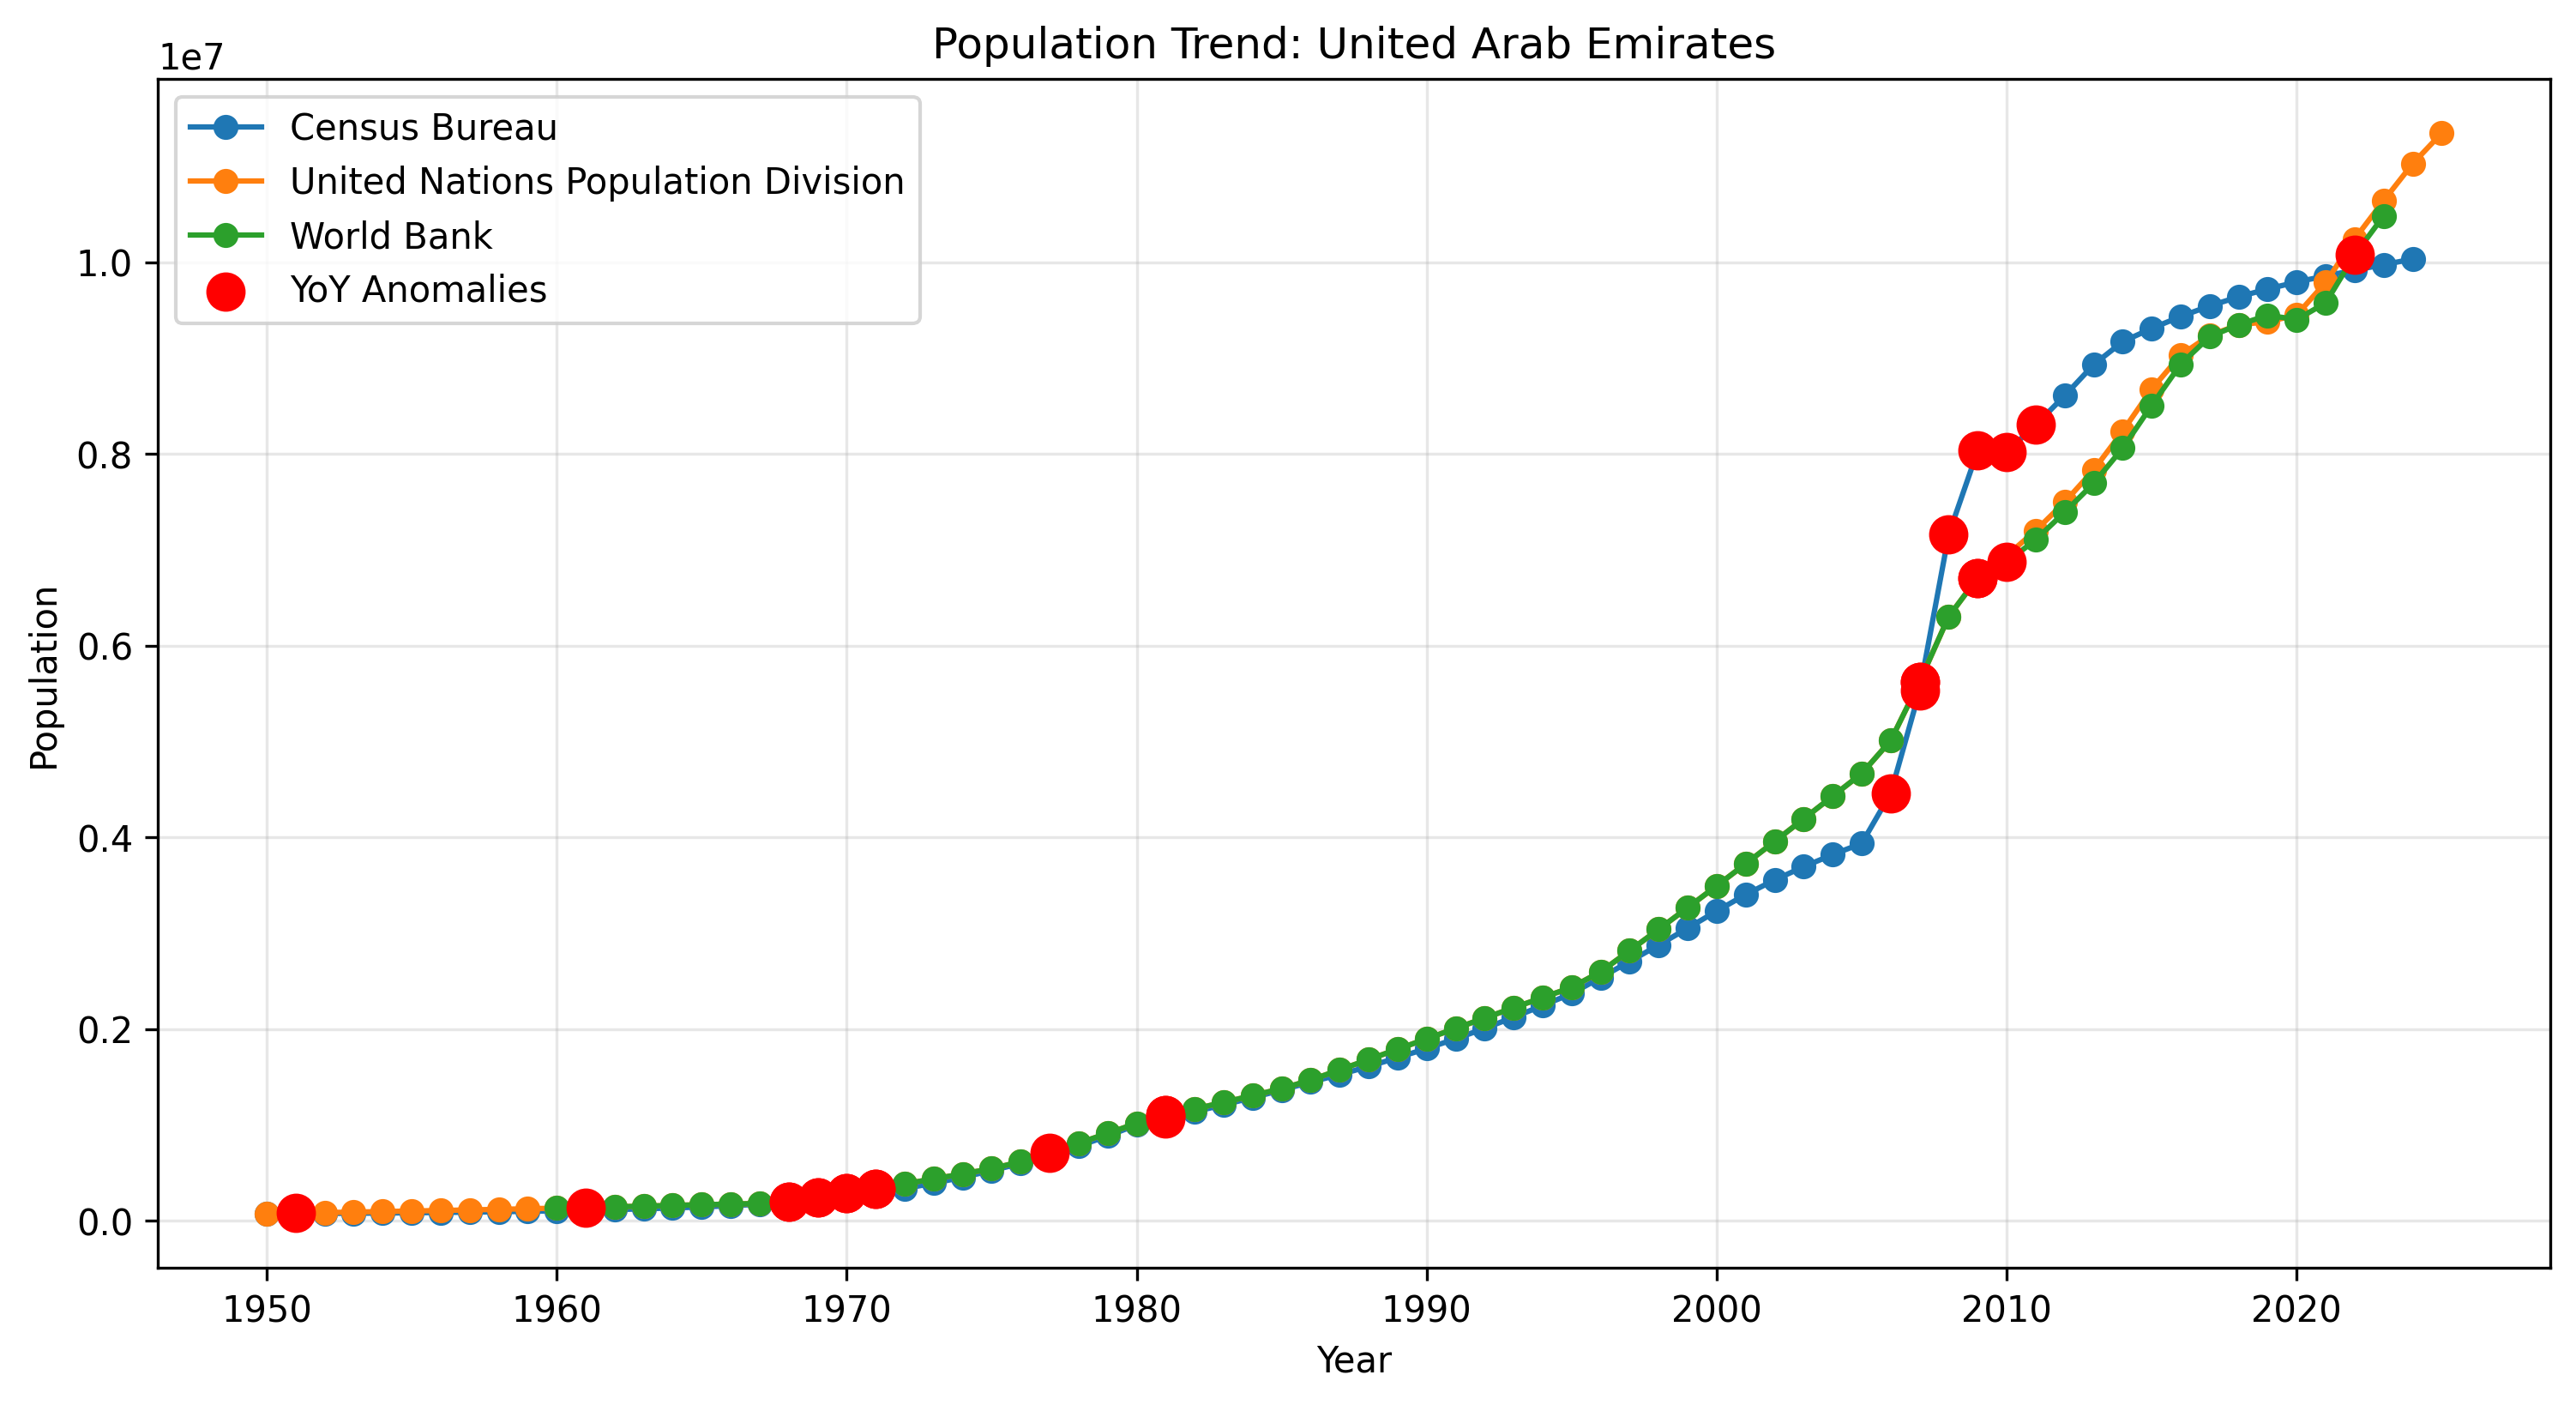 Population Trend: United Arab Emirates
1e7
Census Bureau
United Nations Population Division
World Bank
YoY Anomalies
1.0
0.8
0.6
0.4
0.2
0.0
Population
1950 1960 1970 1980 1990 2000 2010 2020
Year